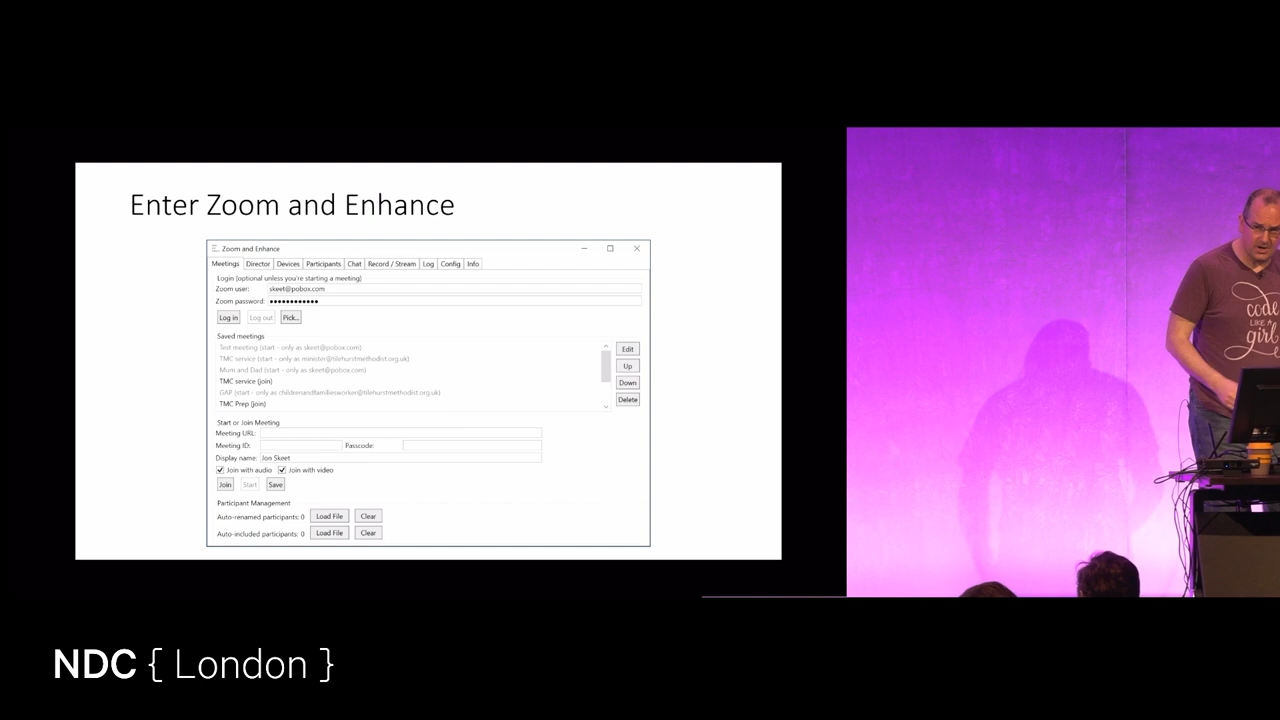 Enter Zoom and Enhance
Zoom and Enhance
Meetings Director Devices Participants Chat Record / Stream Log Config Info
Login (optional unless you're starting a meeting)
Zoom user: skeet@pobox.com
Zoom password: ●●●●●●●●●●●●
Log in Log out Pick...
Saved meetings
Test meeting (start - only as skeet@pobox.com)
TMC service (start - only as minister@tilehurstmethodist.org.uk)
Mum and Dad (start - only as skeet@pobox.com)
TMC service (join)
GAP (start - only as childrenandfamiliesworker@tilehurstmethodist.org.uk)
TMC Prep (join)
Edit
Up
Down
Delete
Start or Join Meeting
Meeting URL:
Meeting ID: Passcode:
Display name: Jon Skeet
Join with audio Join with video
Join Start Save
Participant Management
Auto-renamed participants: 0 Load File Clear
Auto-included participants: 0 Load File Clear
code
LIKE A
girl
NDC { London }